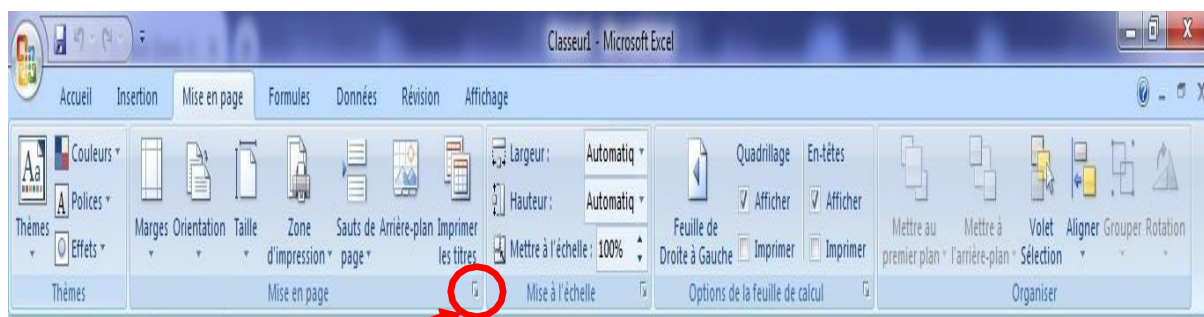 Classeur1 - Microsoft Excel
Accueil Insertion Mise en page Formules Données Révision Affichage
Aa Couleurs
A Polices
Effets
Thèmes
Thèmes
Marges Orientation Taille Zone d'impression Sauts de page Arrière-plan Imprimer les titres
Mise en page
Largeur : Automatiq
Hauteur : Automatiq
Mettre à l'échelle : 100%
Mise à l'échelle
Feuille de Droite à Gauche
Quadrillage
Afficher
Imprimer
En-têtes
Afficher
Imprimer
Options de la feuille de calcul
Mettre au premier plan Mettre à l'arrière-plan Volet Sélection Aligner Grouper Rotation
Organiser